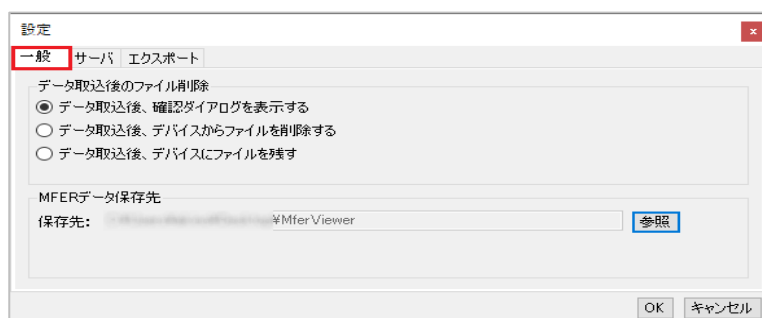 設定
x
一般 サーバ エクスポート
データ取込後のファイル削除
データ取込後、確認ダイアログを表示する
データ取込後、デバイスからファイルを削除する
データ取込後、デバイスにファイルを残す
MFERデータ保存先
保存先: ¥MferViewer 参照
OK キャンセル